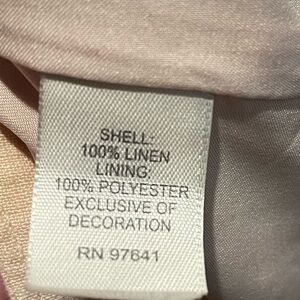 SHELL:
100% LINEN
LINING:
100% POLYESTER
EXCLUSIVE OF
DECORATION
RN 97641